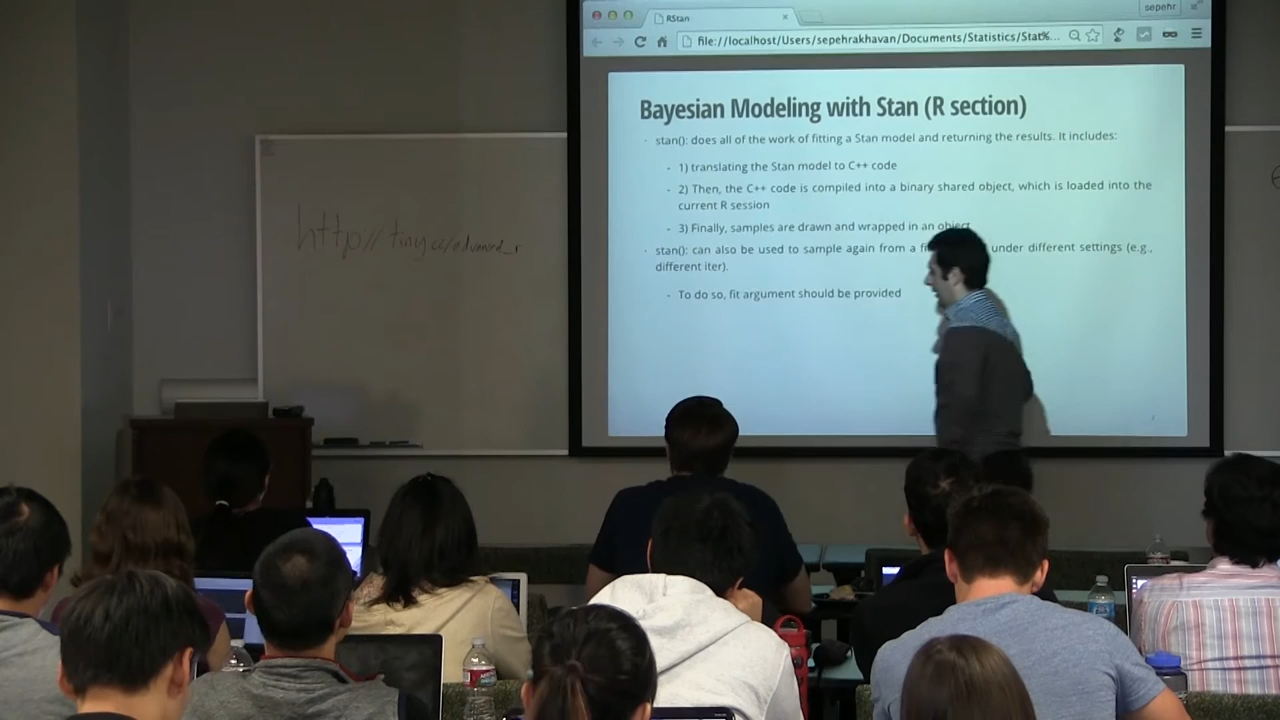 RStan
sepehr
file://localhost/Users/sepehrakhavan/Documents/Statistics/Stat%...
Bayesian Modeling with Stan (R section)
stan(): does all of the work of fitting a Stan model and returning the results. It includes:
- 1) translating the Stan model to C++ code
- 2) Then, the C++ code is compiled into a binary shared object, which is loaded into the
current R session
- 3) Finally, samples are drawn and wrapped in an object
stan(): can also be used to sample again from a under different settings (e.g.,
different iter).
- To do so, fit argument should be provided
http//tiny.cc/advanced_r